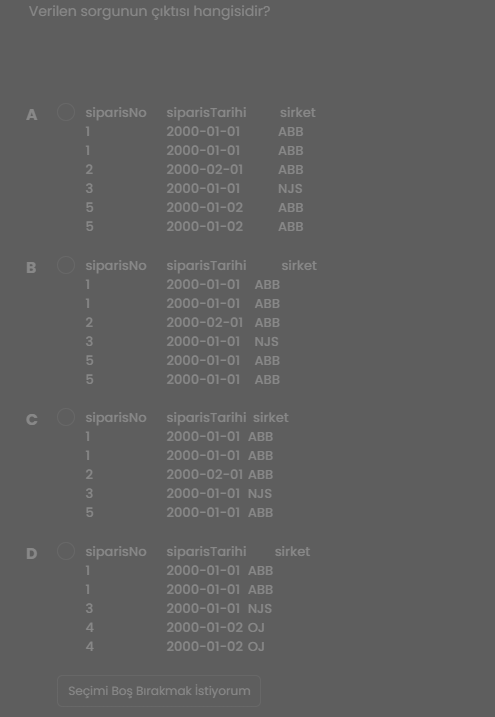 Verilen sorgunun çıktısı hangisidir?
A siparisNo siparisTarihi sirket
1 2000-01-01 ABB
1 2000-01-01 ABB
2 2000-02-01 ABB
3 2000-01-01 NJS
5 2000-01-02 ABB
5 2000-01-02 ABB
B siparisNo siparisTarihi sirket
1 2000-01-01 ABB
1 2000-01-01 ABB
2 2000-02-01 ABB
3 2000-01-01 NJS
5 2000-01-01 ABB
5 2000-01-01 ABB
C siparisNo siparisTarihi sirket
1 2000-01-01 ABB
1 2000-01-01 ABB
2 2000-02-01 ABB
3 2000-01-01 NJS
5 2000-01-01 ABB
D siparisNo siparisTarihi sirket
1 2000-01-01 ABB
1 2000-01-01 ABB
3 2000-01-01 NJS
4 2000-01-02 OJ
4 2000-01-02 OJ
Seçimi Boş Bırakmak İstiyorum